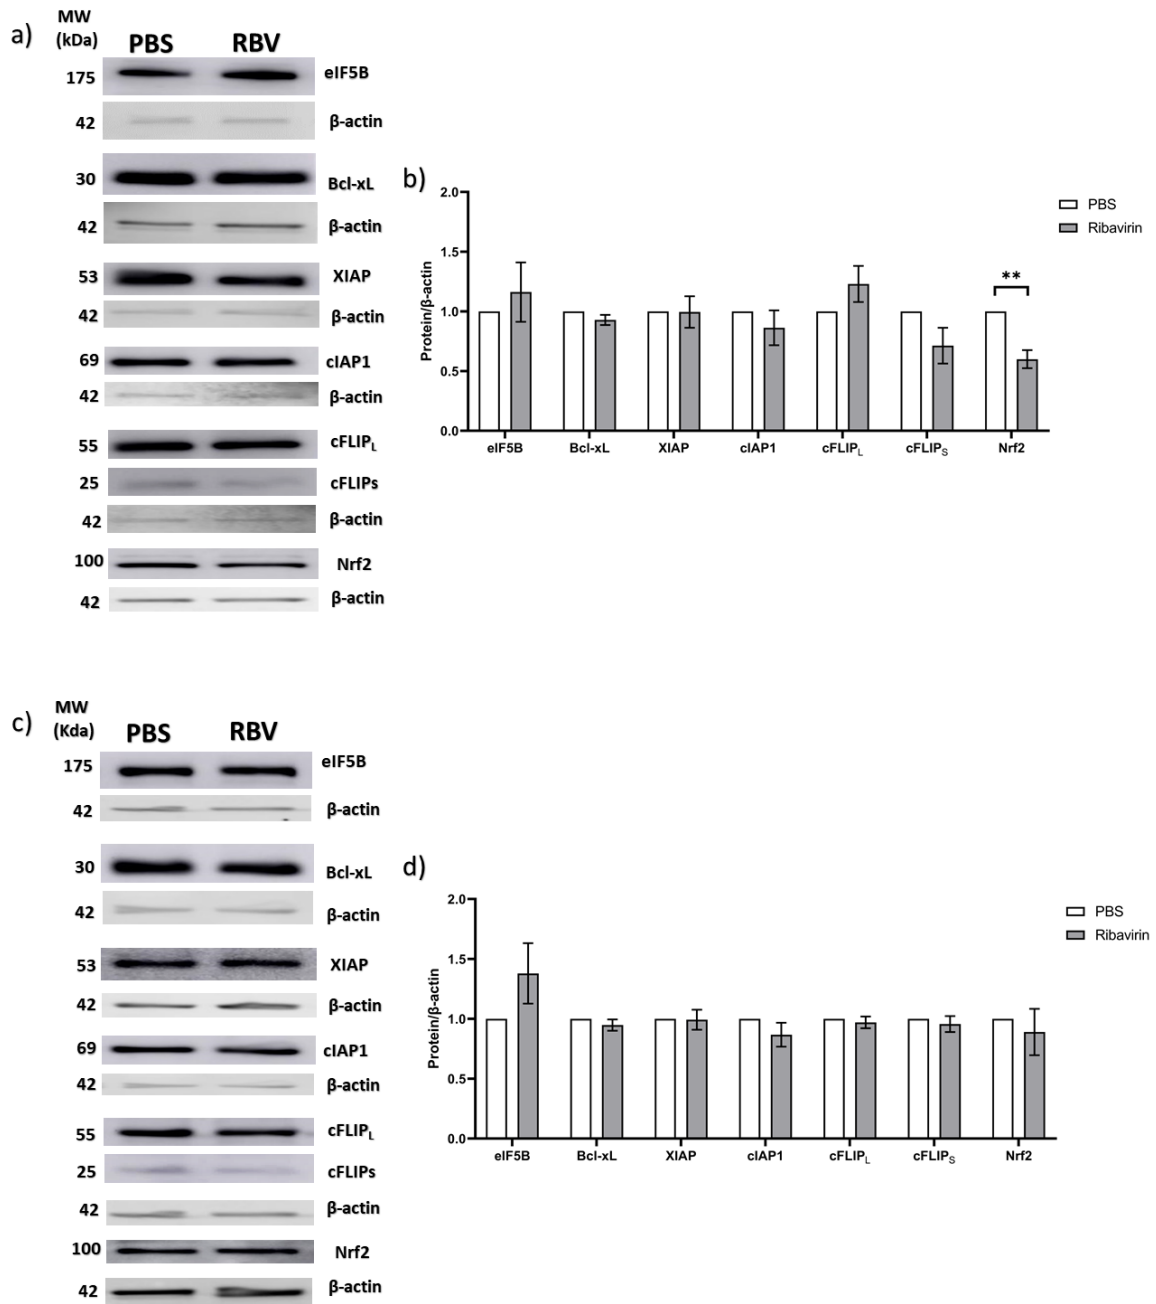 a)
MW
(kDa)
PBS RBV
175 eIF5B
42 β-actin
30 Bcl-xL
42 β-actin
53 XIAP
42 β-actin
69 cIAP1
42 β-actin
55 cFLIPL
25 cFLIPs
42 β-actin
100 Nrf2
42 β-actin
b)
Protein/β-actin
2.0
1.5
1.0
0.5
0.0
**
PBS
Ribavirin
eIF5B Bcl-xL XIAP cIAP1 cFLIPL cFLIPS Nrf2
c)
MW
(Kda)
PBS RBV
175 eIF5B
42 β-actin
30 Bcl-xL
42 β-actin
53 XIAP
42 β-actin
69 cIAP1
42 β-actin
55 cFLIPL
25 cFLIPs
42 β-actin
100 Nrf2
42 β-actin
d)
Protein/β-actin
2.0
1.5
1.0
0.5
0.0
PBS
Ribavirin
eIF5B Bcl-xL XIAP cIAP1 cFLIPL cFLIPS Nrf2